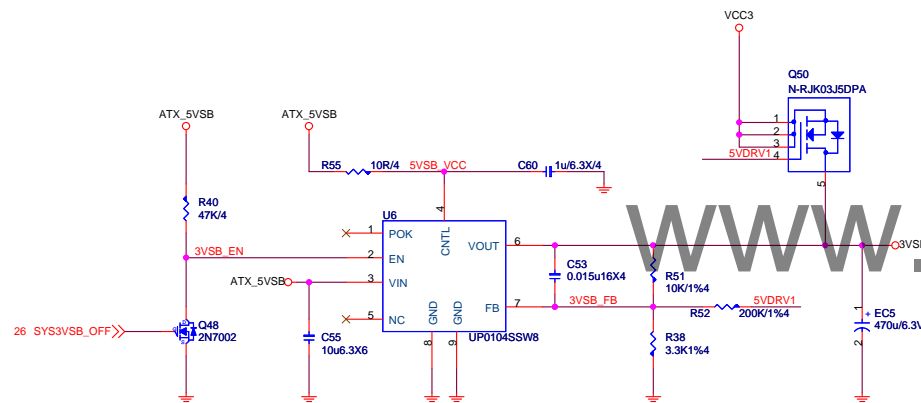 VCC3
Q50
N-RJK03J5DPA
1
2
3
5VDRV1
4
5
ATX_5VSB
ATX_5VSB
R55
10R/4
5VSB_VCC
C60
1u/6.3X/4
R40
47K/4
4
U6
1
POK
CNTL
VOUT
6
3VSB_EN
2
EN
ATX_5VSB
3
VIN
C53
0.015u16X4
R51
10K/1%4
FB
7
3VSB_FB
R52
200K/1%4
5VDRV1
5
NC
GND
GND
8
9
UP0104SSW8
26 SYS3VSB_OFF
Q48
2N7002
C55
10u6.3X6
R38
3.3K1%4
1
+
EC5
470u/6.3V
2
WWW.